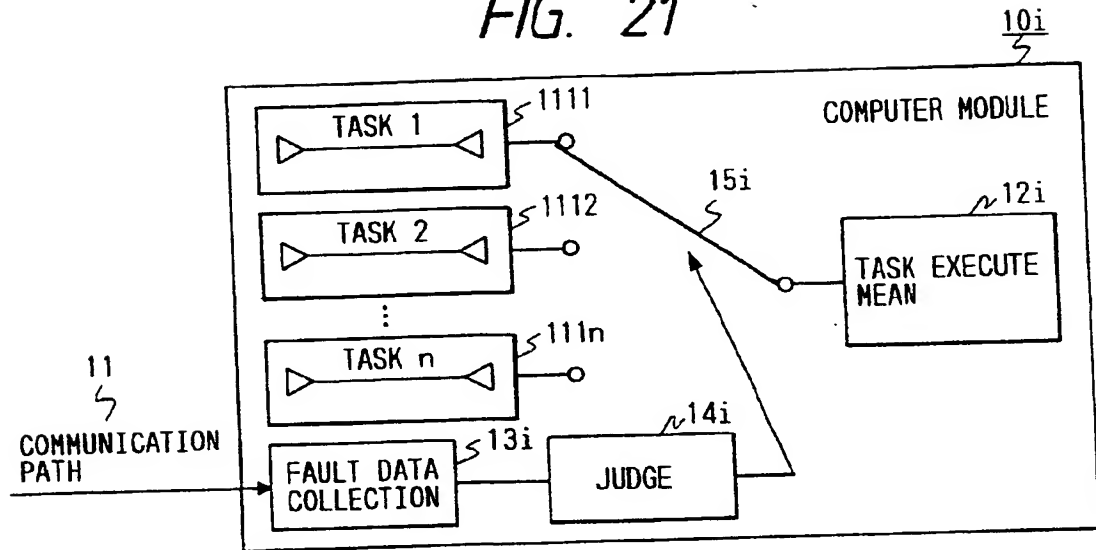 FIG. 21
10i
COMPUTER MODULE
TASK 1
1111
TASK 2
1112
⋮
TASK n
111n
15i
12i
TASK EXECUTE
MEAN
11
COMMUNICATION
PATH
FAULT DATA
COLLECTION
13i
JUDGE
14i